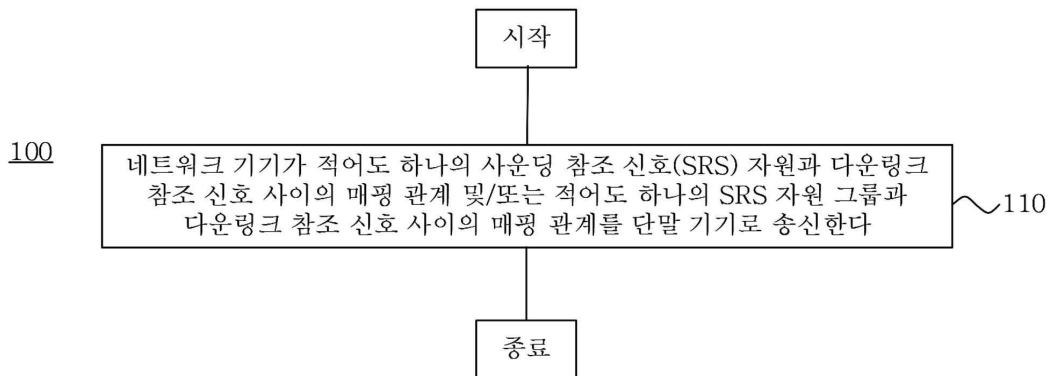 시작
100
네트워크 기기가 적어도 하나의 사운딩 참조 신호(SRS) 자원과 다운링크
참조 신호 사이의 매핑 관계 및/또는 적어도 하나의 SRS 자원 그룹과
다운링크 참조 신호 사이의 매핑 관계를 단말 기기로 송신한다
110
종료